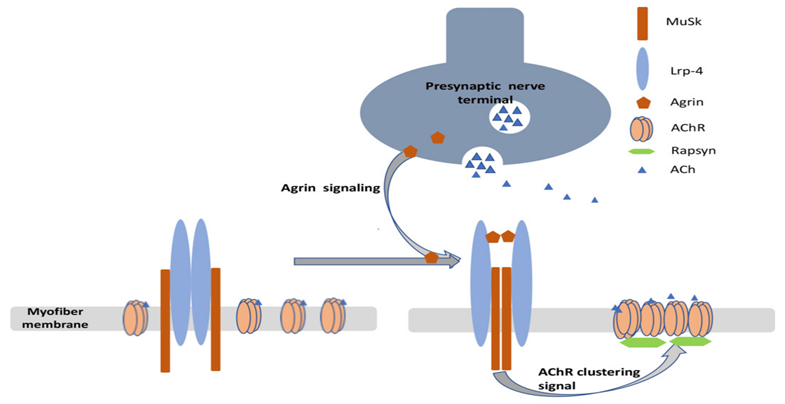 MuSk
Lrp-4
Agrin
AChR
Rapsyn
ACh
Presynaptic nerve
terminal
Agrin signaling
Myofiber
membrane
AChR clustering
signal